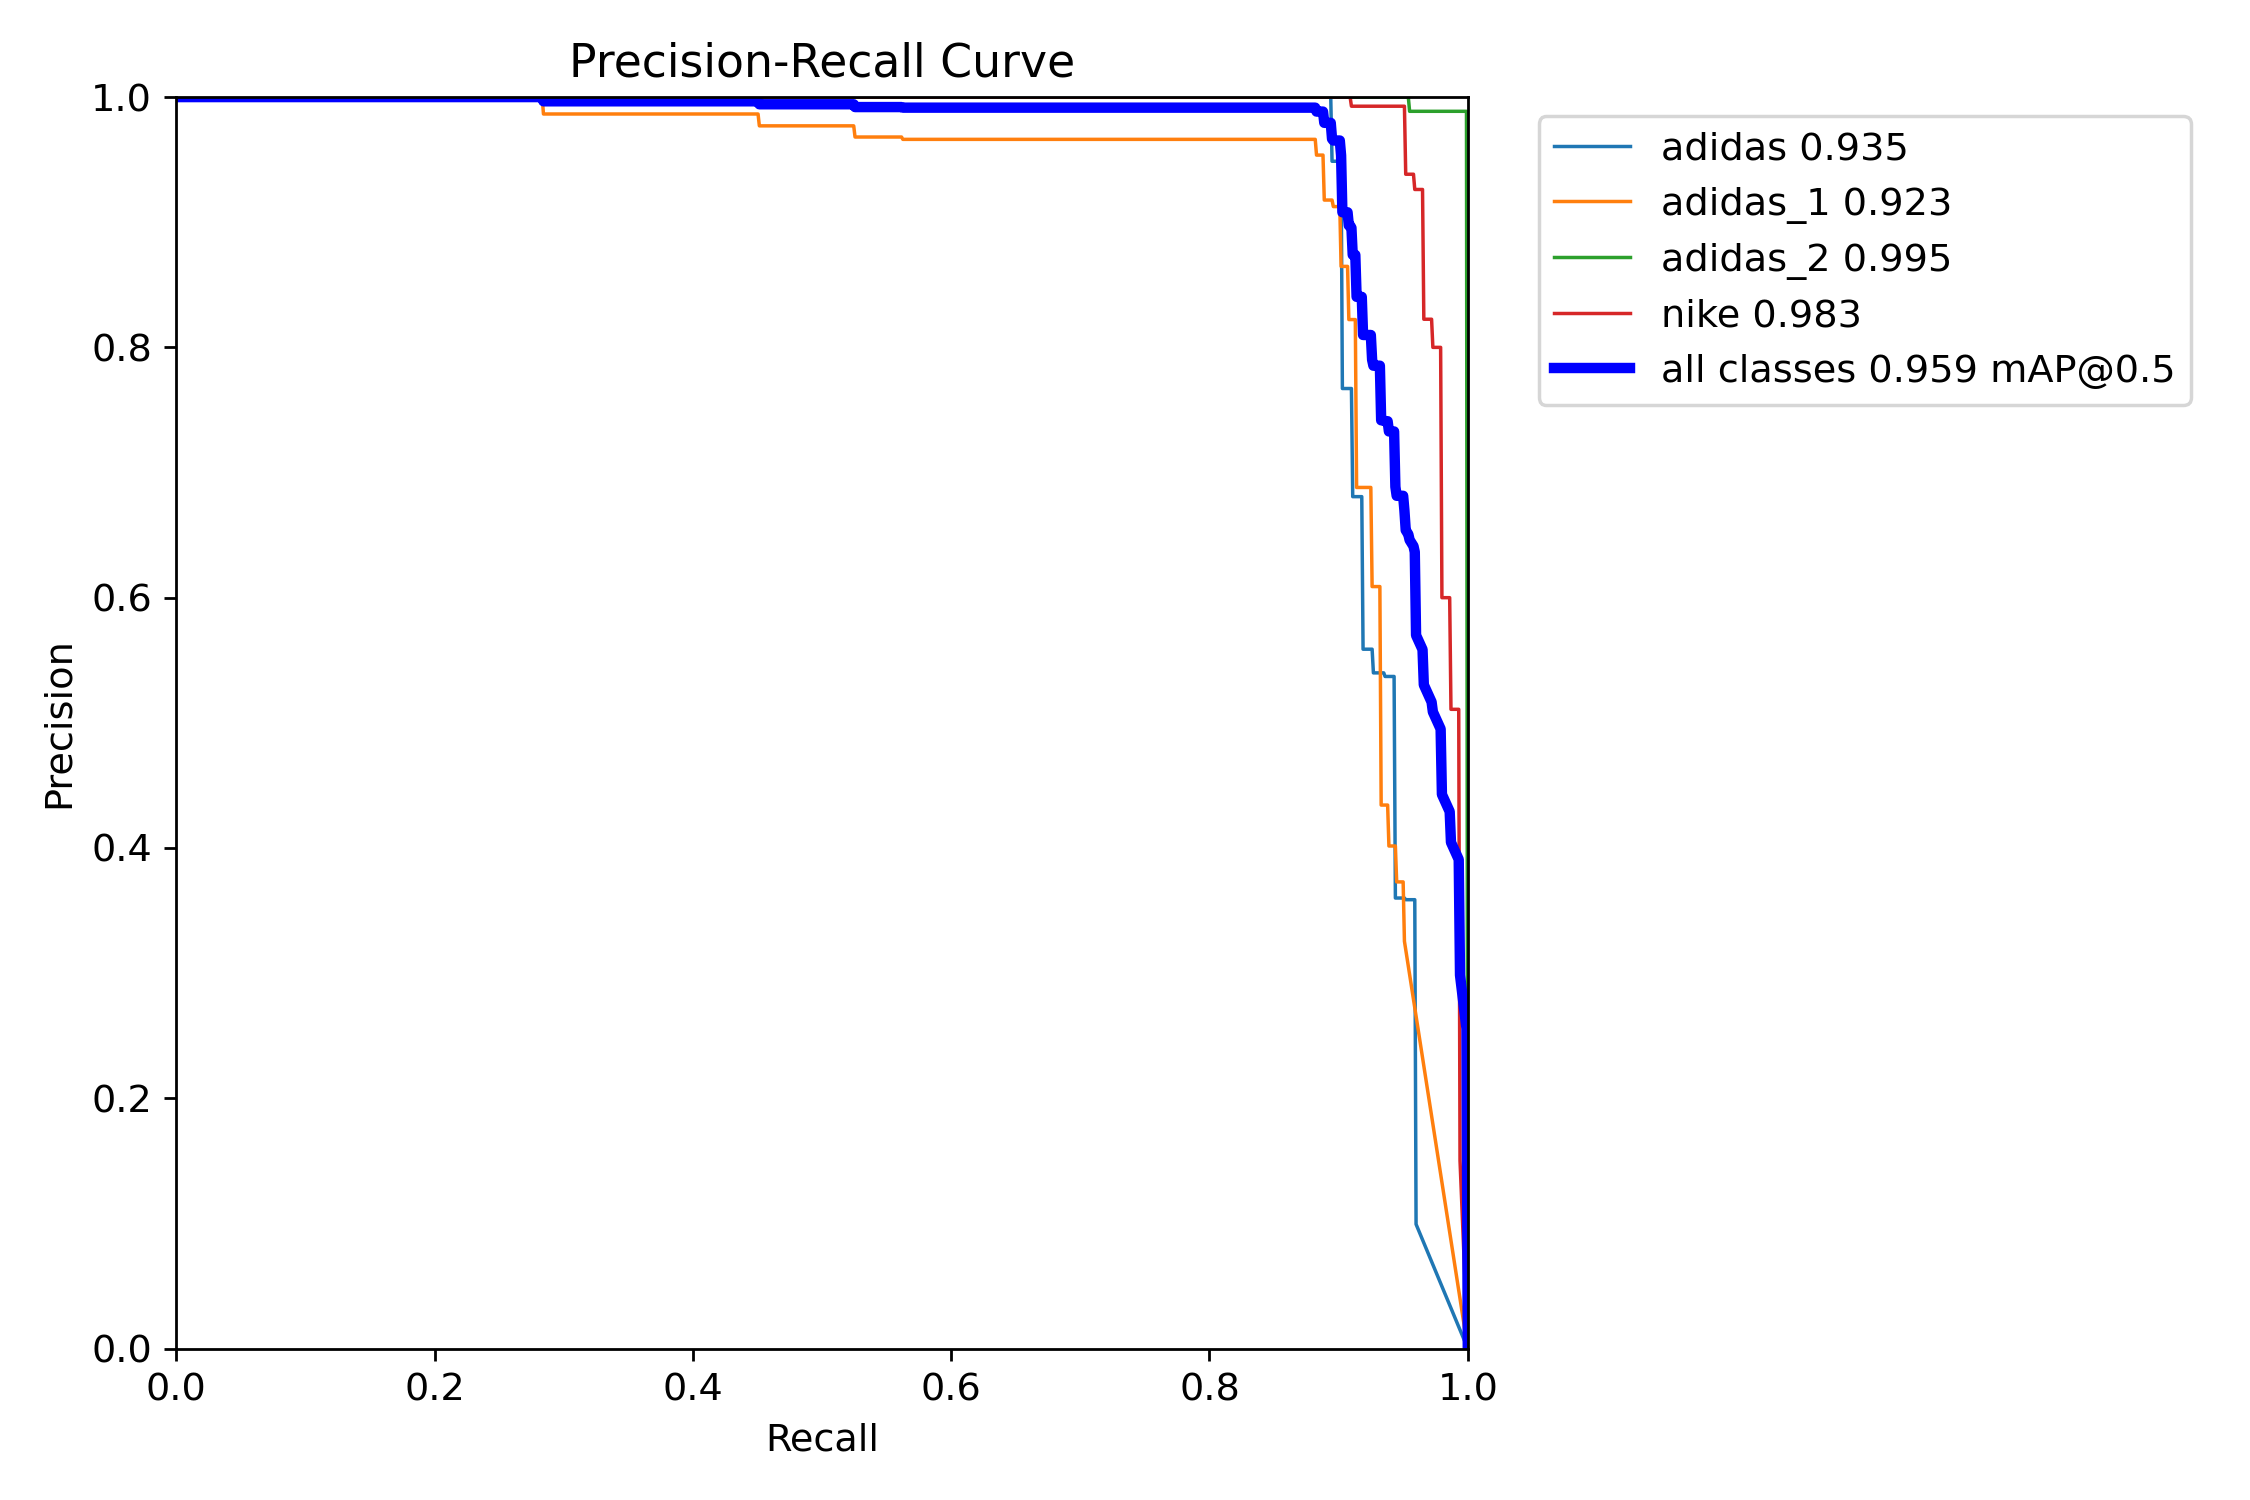 Precision-Recall Curve
1.0
0.8
0.6
0.4
0.2
0.0
Precision
0.0 0.2 0.4 0.6 0.8 1.0
Recall
adidas 0.935
adidas_1 0.923
adidas_2 0.995
nike 0.983
all classes 0.959 mAP@0.5